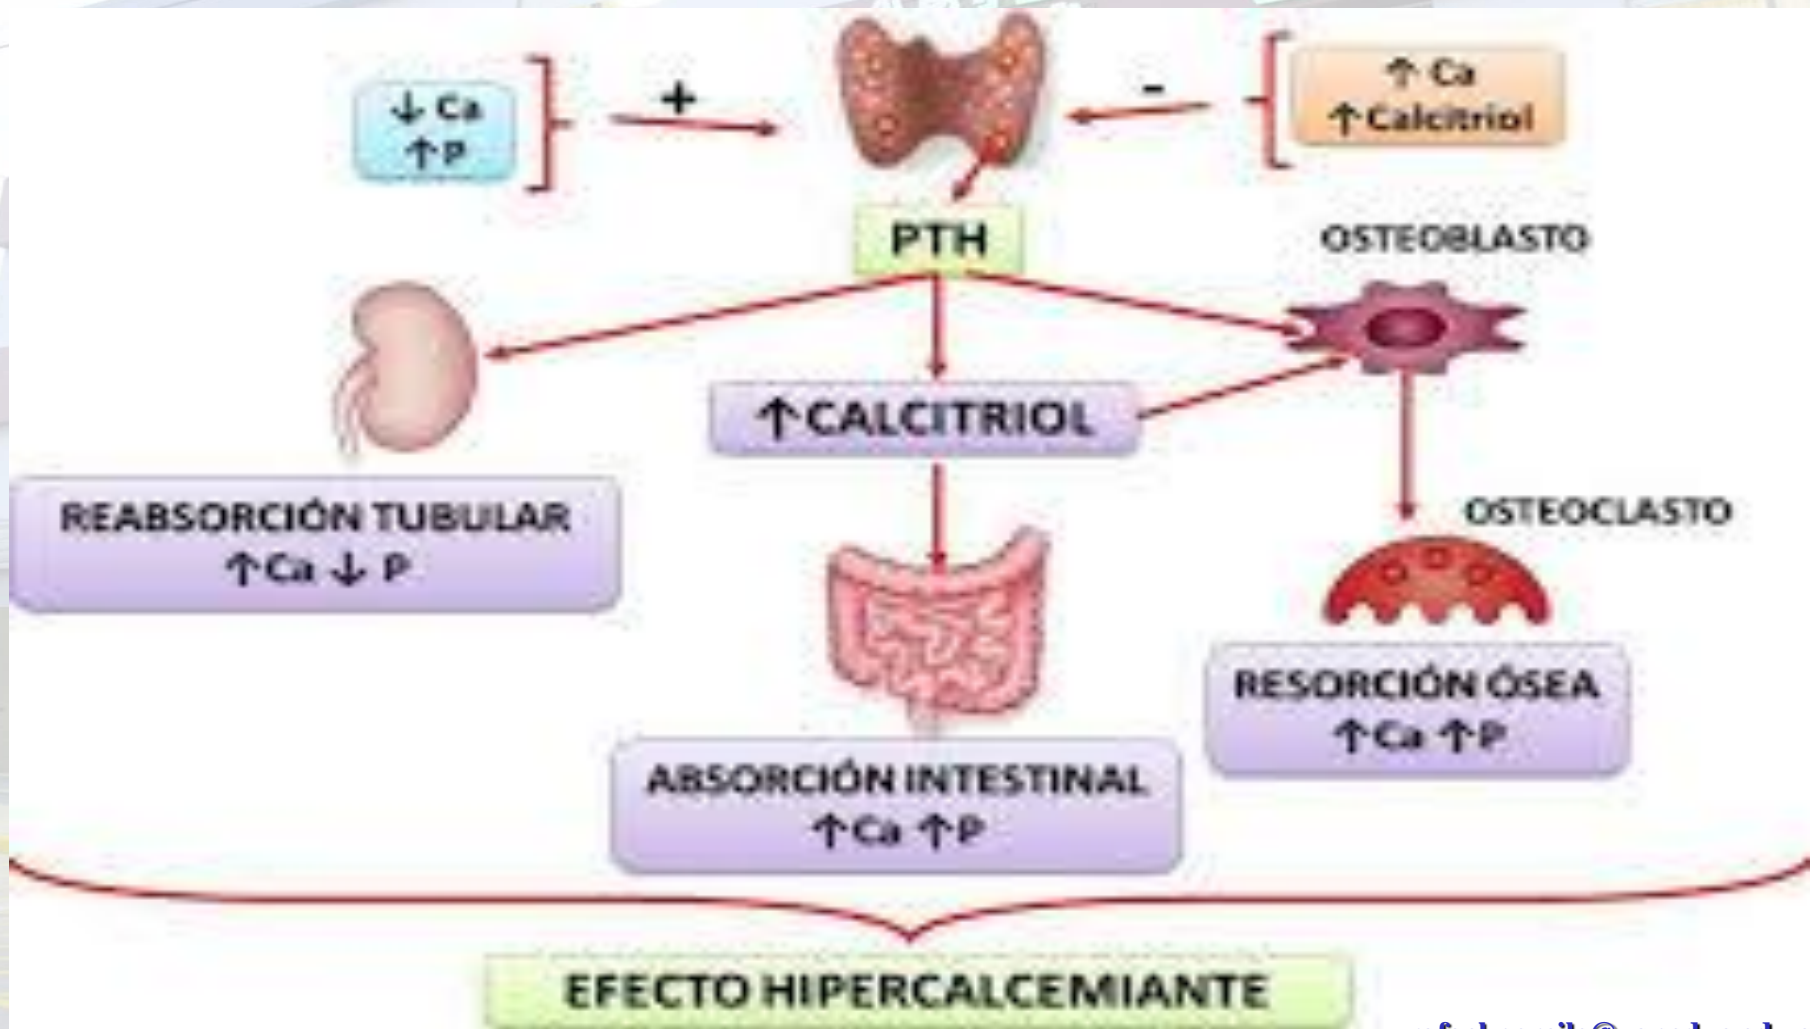 ↓ Ca
↑P
+
-
↑ Ca
↑Calcitriol
PTH
OSTEOBLASTO
↑CALCITRIOL
REABSORCIÓN TUBULAR
↑Ca ↓ P
OSTEOCLASTO
RESORCIÓN ÓSEA
↑Ca ↑P
ABSORCIÓN INTESTINAL
↑Ca ↑P
EFECTO HIPERCALCEMIANTE